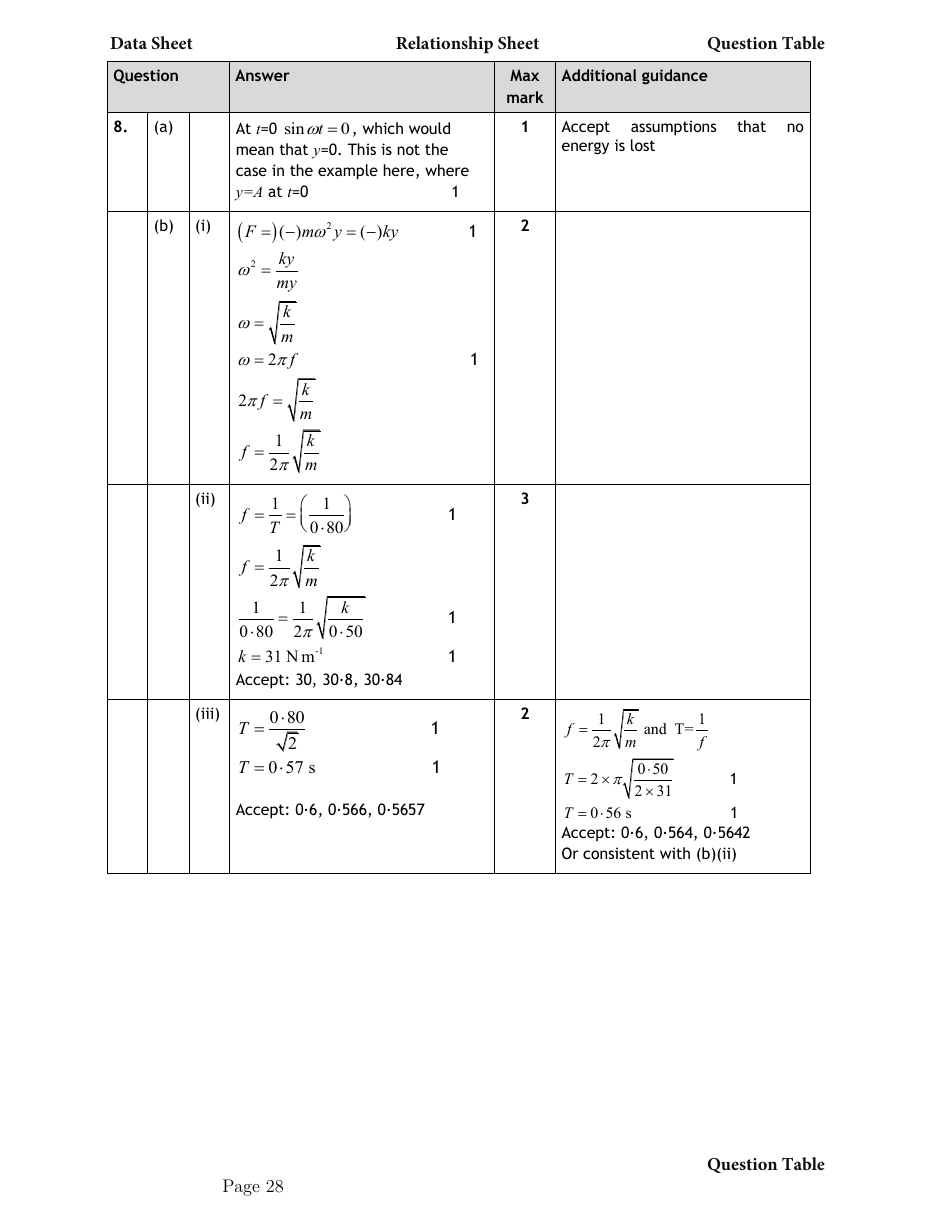 Data Sheet Relationship Sheet Question Table
Question Answer Max mark Additional guidance
8. (a) At t=0 sin ωt = 0, which would 1 Accept assumptions that no
mean that y=0. This is not the energy is lost
case in the example here, where
y=A at t=0 1
(b) (i) (F =)(−)mω²y = (−)ky 1 2
ω² = ky/my
ω = √(k/m)
ω = 2πf 1
2πf = √(k/m)
f = 1/2π √(k/m)
(ii) f = 1/T = (1/0·80) 1 3
f = 1/2π √(k/m)
1/0·80 = 1/2π √(k/0·50) 1
k = 31 N m⁻¹ 1
Accept: 30, 30·8, 30·84
(iii) T = 0·80/√2 1 2
T = 0·57 s 1
Accept: 0·6, 0·566, 0·5657
f = 1/2π √(k/m) and T= 1/f
T = 2 × π√(0·50/2 × 31) 1
T = 0·56 s 1
Accept: 0·6, 0·564, 0·5642
Or consistent with (b)(ii)
Question Table
Page 28